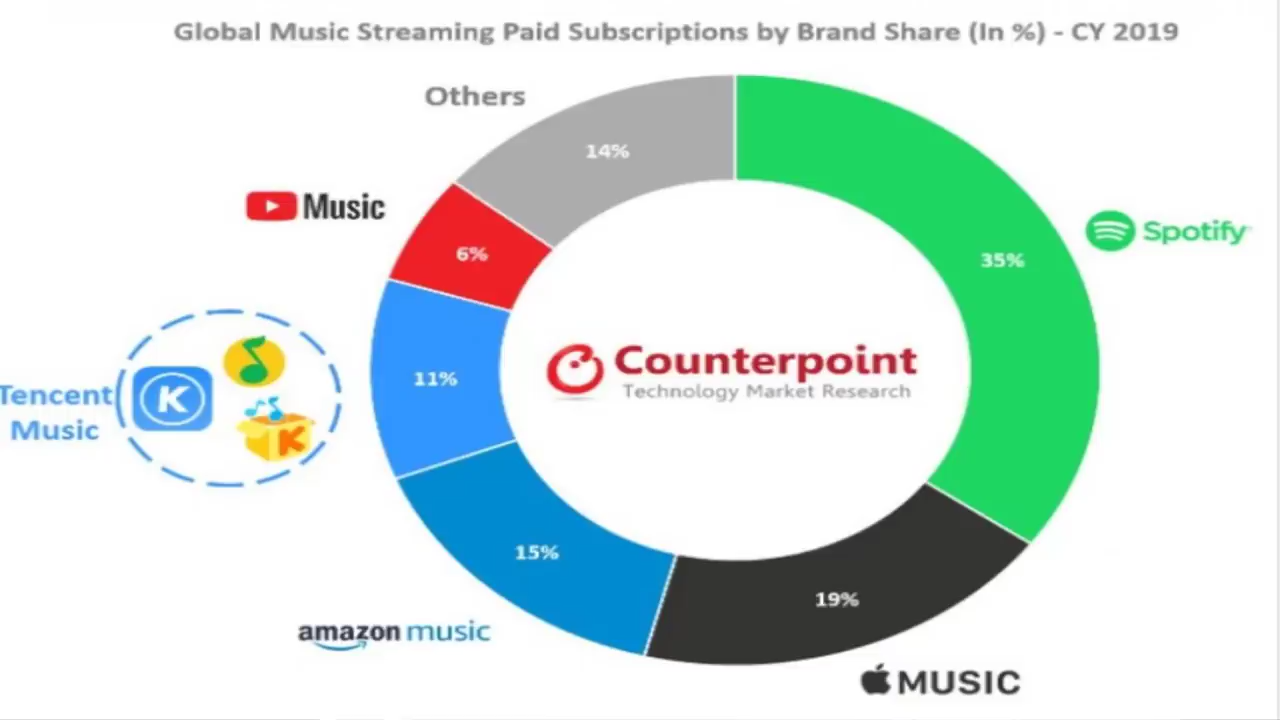 Global Music Streaming Paid Subscriptions by Brand Share (In %) - CY 2019
Others
14%
Music
6%
Spotify
35%
Tencent
Music
K
K
11%
Counterpoint
Technology Market Research
15%
amazon music
19%
MUSIC